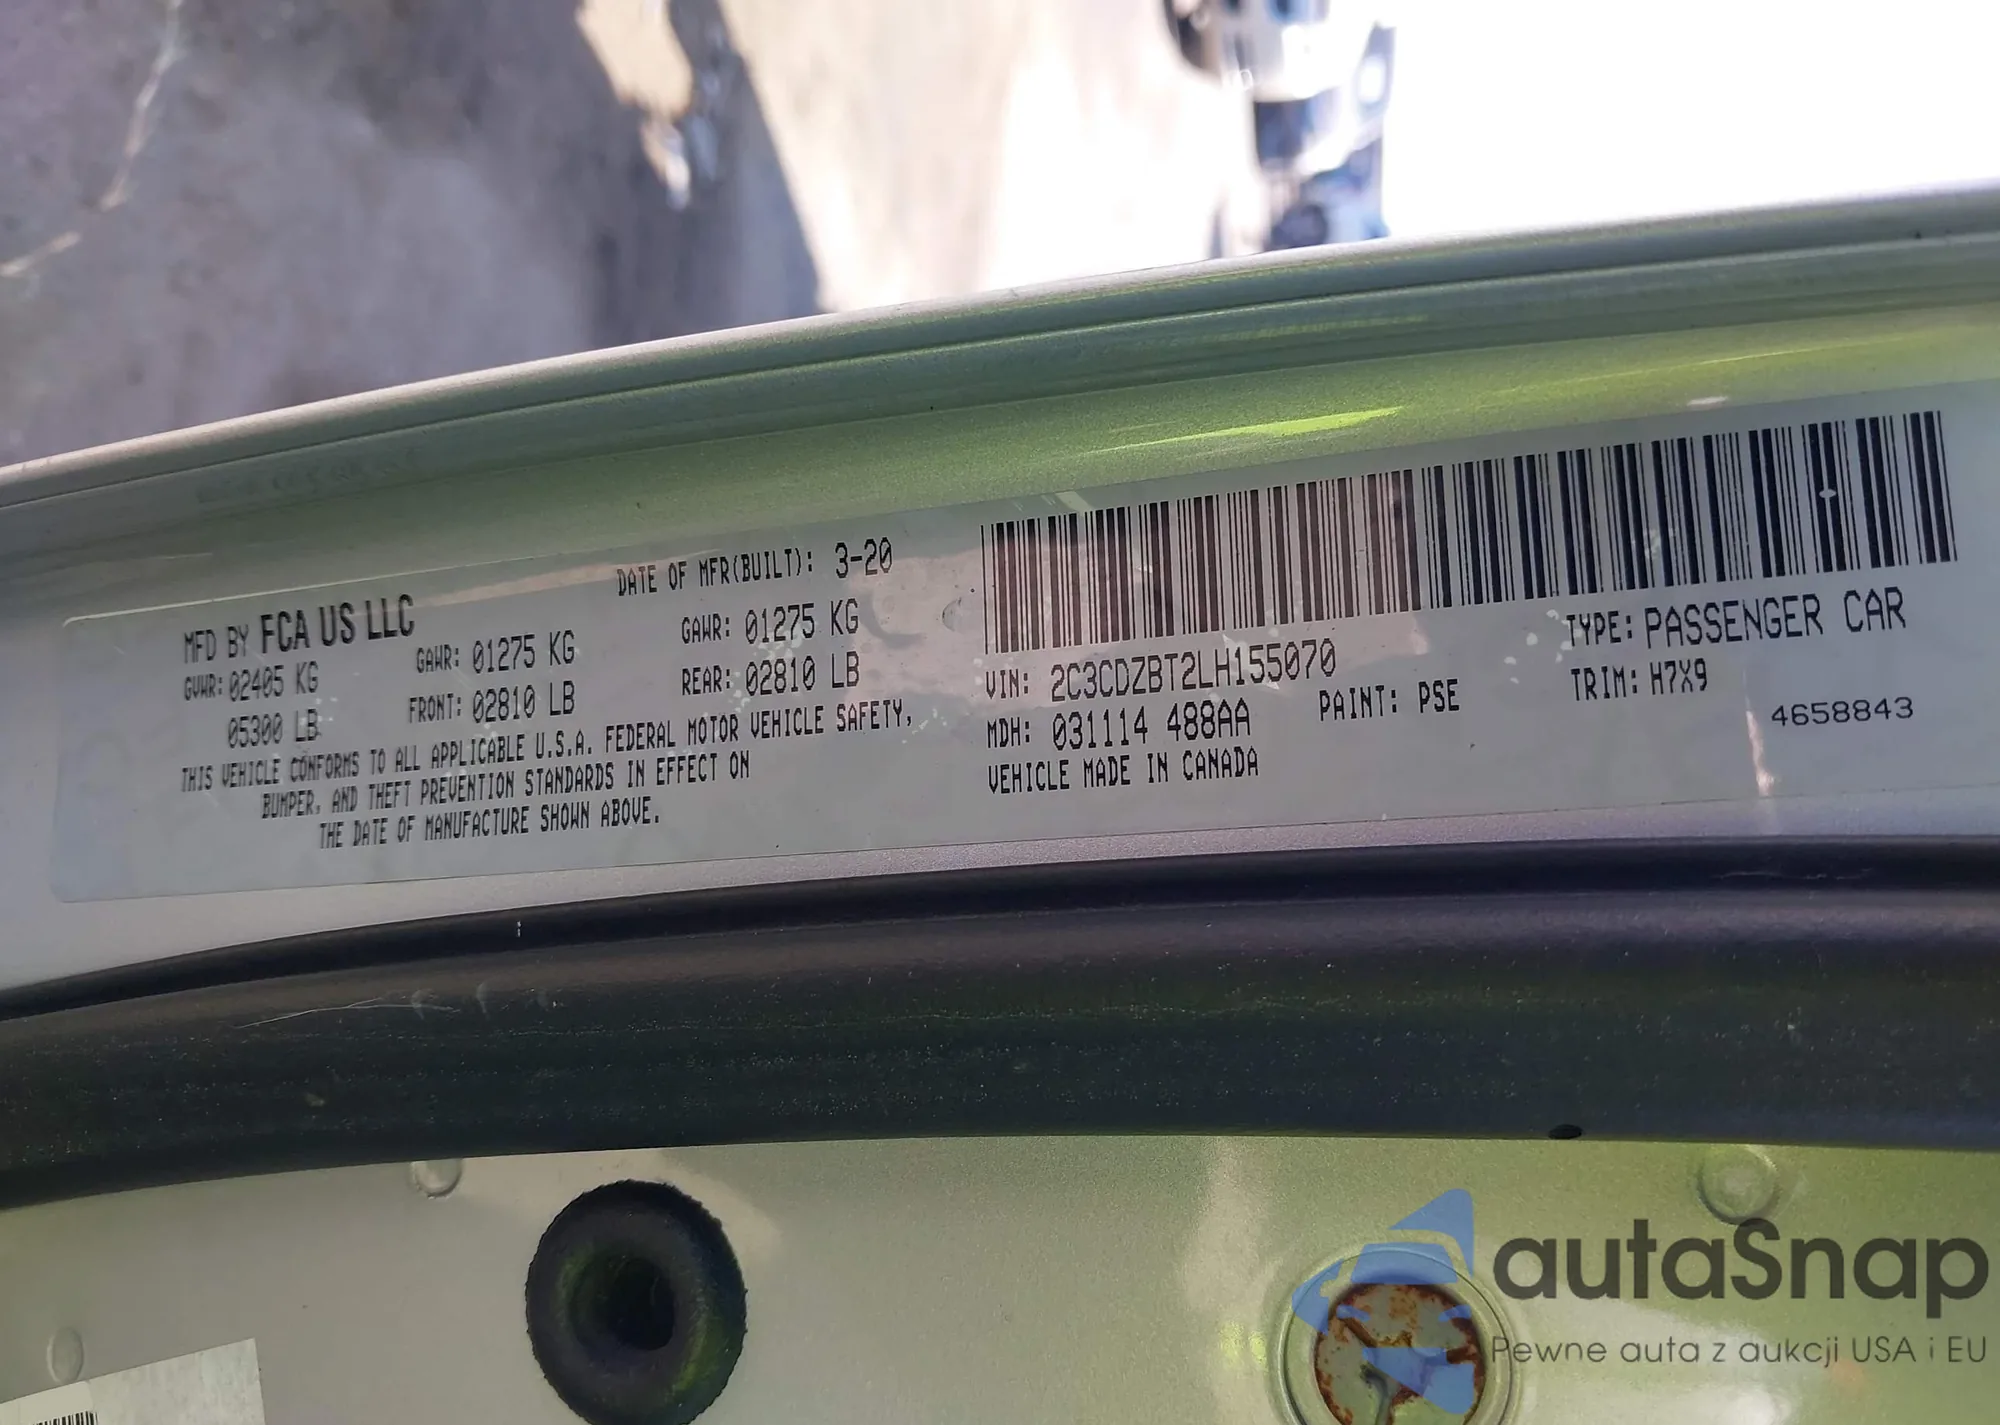 MFD BY FCA US LLC
DATE OF MFR(BUILT): 3-20
GVWR: 02405 KG
05300 LB
GAWR: 01275 KG
FRONT: 02810 LB
GAWR: 01275 KG
REAR: 02810 LB
THIS VEHICLE CONFORMS TO ALL APPLICABLE U.S.A. FEDERAL MOTOR VEHICLE SAFETY,
BUMPER, AND THEFT PREVENTION STANDARDS IN EFFECT ON
THE DATE OF MANUFACTURE SHOWN ABOVE.
VIN: 2C3CDZBT2LH155070
TYPE: PASSENGER CAR
MDH: 031114 488AA
PAINT: PSE
TRIM: H7X9
VEHICLE MADE IN CANADA
4658843
autaSnap
Pewne auta z aukcji USA i EU